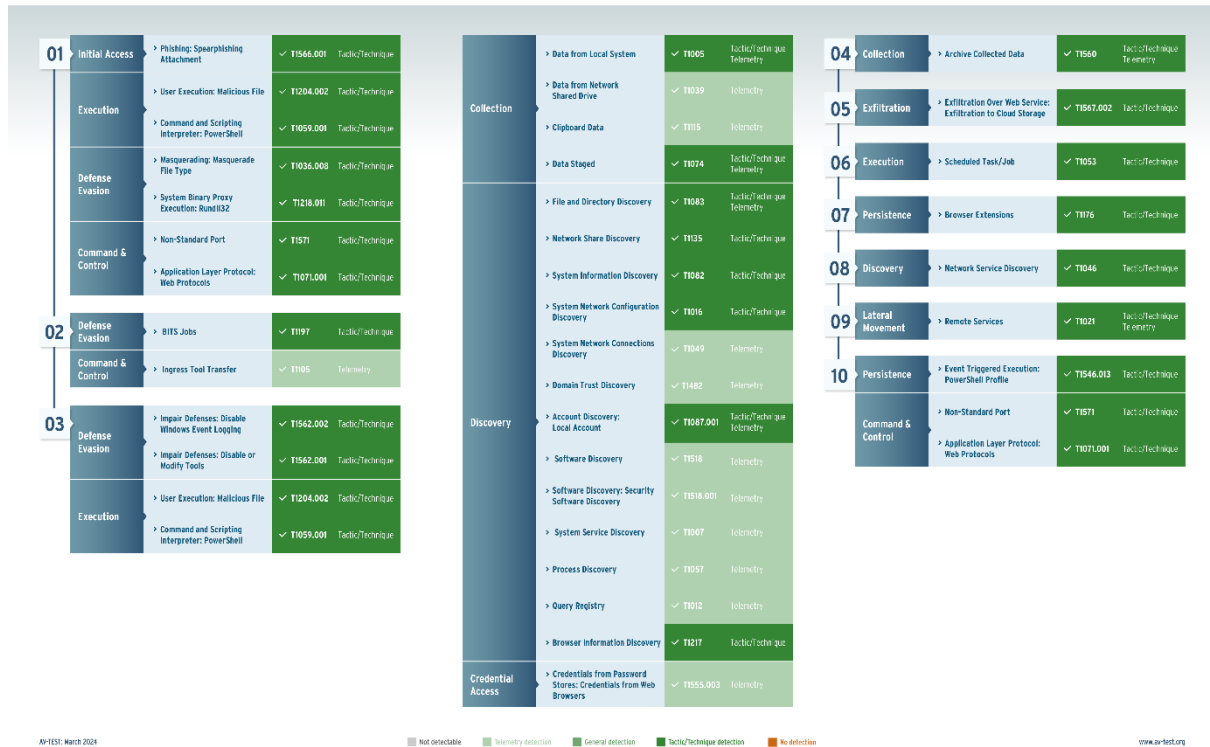 01
Initial Access
> Phishing: Spearphishing
Attachment
✓ T1566.001 Tactic/Technique
Execution
> User Execution: Malicious File
✓ T1204.002 Tactic/Technique
> Command and Scripting
Interpreter: PowerShell
✓ T1059.001 Tactic/Technique
Defense
Evasion
> Masquerading: Masquerade
File Type
✓ T1036.008 Tactic/Technique
> System Binary Proxy
Execution: Rundll32
✓ T1218.011 Tactic/Technique
Command &
Control
> Non-Standard Port
✓ T1571 Tactic/Technique
> Application Layer Protocol:
Web Protocols
✓ T1071.001 Tactic/Technique
02
Defense
Evasion
> BITS Jobs
✓ T1197 Tactic/Technique
Command &
Control
> Ingress Tool Transfer
✓ T1105 Telemetry
03
Defense
Evasion
> Impair Defenses: Disable
Windows Event Logging
✓ T1562.002 Tactic/Technique
> Impair Defenses: Disable or
Modify Tools
✓ T1562.001 Tactic/Technique
Execution
> User Execution: Malicious File
✓ T1204.002 Tactic/Technique
> Command and Scripting
Interpreter: PowerShell
✓ T1059.001 Tactic/Technique
Collection
> Data from Local System
✓ T1005 Tactic/Technique
Telemetry
> Data from Network
Shared Drive
✓ T1039 Telemetry
> Clipboard Data
✓ T1115 Telemetry
> Data Staged
✓ T1074 Tactic/Technique
Telemetry
Discovery
> File and Directory Discovery
✓ T1083 Tactic/Technique
Telemetry
> Network Share Discovery
✓ T1135 Tactic/Technique
> System Information Discovery
✓ T1082 Tactic/Technique
> System Network Configuration
Discovery
✓ T1016 Tactic/Technique
> System Network Connections
Discovery
✓ T1049 Telemetry
> Domain Trust Discovery
✓ T1482 Telemetry
> Account Discovery:
Local Account
✓ T1087.001 Tactic/Technique
Telemetry
> Software Discovery
✓ T1518 Telemetry
> Software Discovery: Security
Software Discovery
✓ T1518.001 Telemetry
> System Service Discovery
✓ T1007 Telemetry
> Process Discovery
✓ T1057 Telemetry
> Query Registry
✓ T1012 Telemetry
> Browser Information Discovery
✓ T1217 Tactic/Technique
Credential
Access
> Credentials from Password
Stores: Credentials from Web
Browsers
✓ T1555.003 Telemetry
04
Collection
> Archive Collected Data
✓ T1560 Tactic/Technique
Telemetry
05
Exfiltration
> Exfiltration Over Web Service:
Exfiltration to Cloud Storage
✓ T1567.002 Tactic/Technique
06
Execution
> Scheduled Task/Job
✓ T1053 Tactic/Technique
07
Persistence
> Browser Extensions
✓ T1176 Tactic/Technique
08
Discovery
> Network Service Discovery
✓ T1046 Tactic/Technique
09
Lateral
Movement
> Remote Services
✓ T1021 Tactic/Technique
Telemetry
10
Persistence
> Event Triggered Execution:
PowerShell Profile
✓ T1546.013 Tactic/Technique
Command &
Control
> Non-Standard Port
✓ T1571 Tactic/Technique
> Application Layer Protocol:
Web Protocols
✓ T1071.001 Tactic/Technique
AV-TEST: March 2024
Not detectable
Telemetry detection
General detection
Tactic/Technique detection
No detection
www.av-test.org